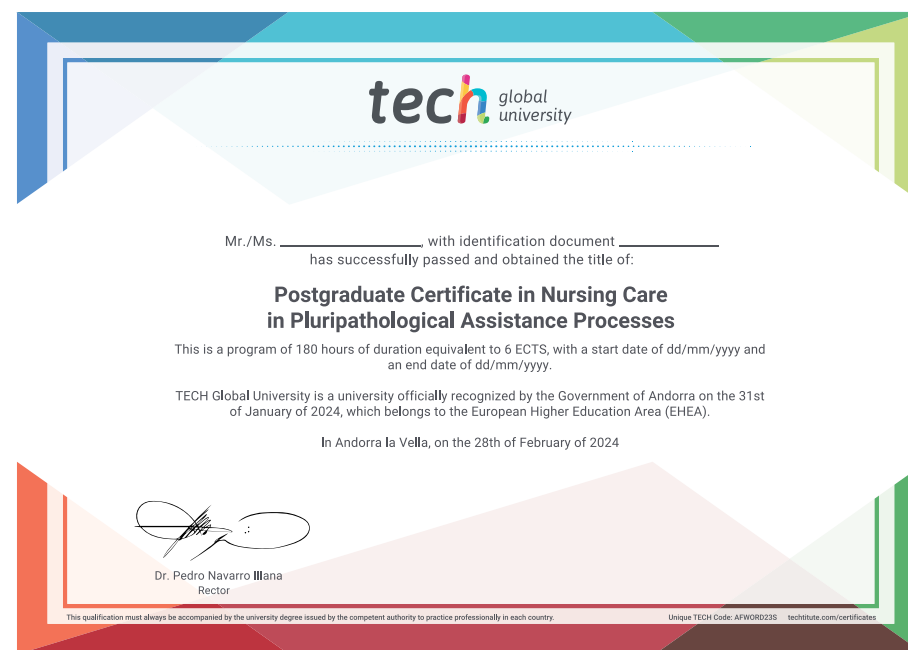 tech global
university
Mr./Ms. ____________, with identification document ____________
has successfully passed and obtained the title of:
Postgraduate Certificate in Nursing Care
in Pluripathological Assistance Processes
This is a program of 180 hours of duration equivalent to 6 ECTS, with a start date of dd/mm/yyyy and
an end date of dd/mm/yyyy.
TECH Global University is a university officially recognized by the Government of Andorra on the 31st
of January of 2024, which belongs to the European Higher Education Area (EHEA).
In Andorra la Vella, on the 28th of February of 2024
Dr. Pedro Navarro Illana
Rector
This qualification must always be accompanied by the university degree issued by the competent authority to practice professionally in each country.
Unique TECH Code: AFWORD23S techtitute.com/certificates